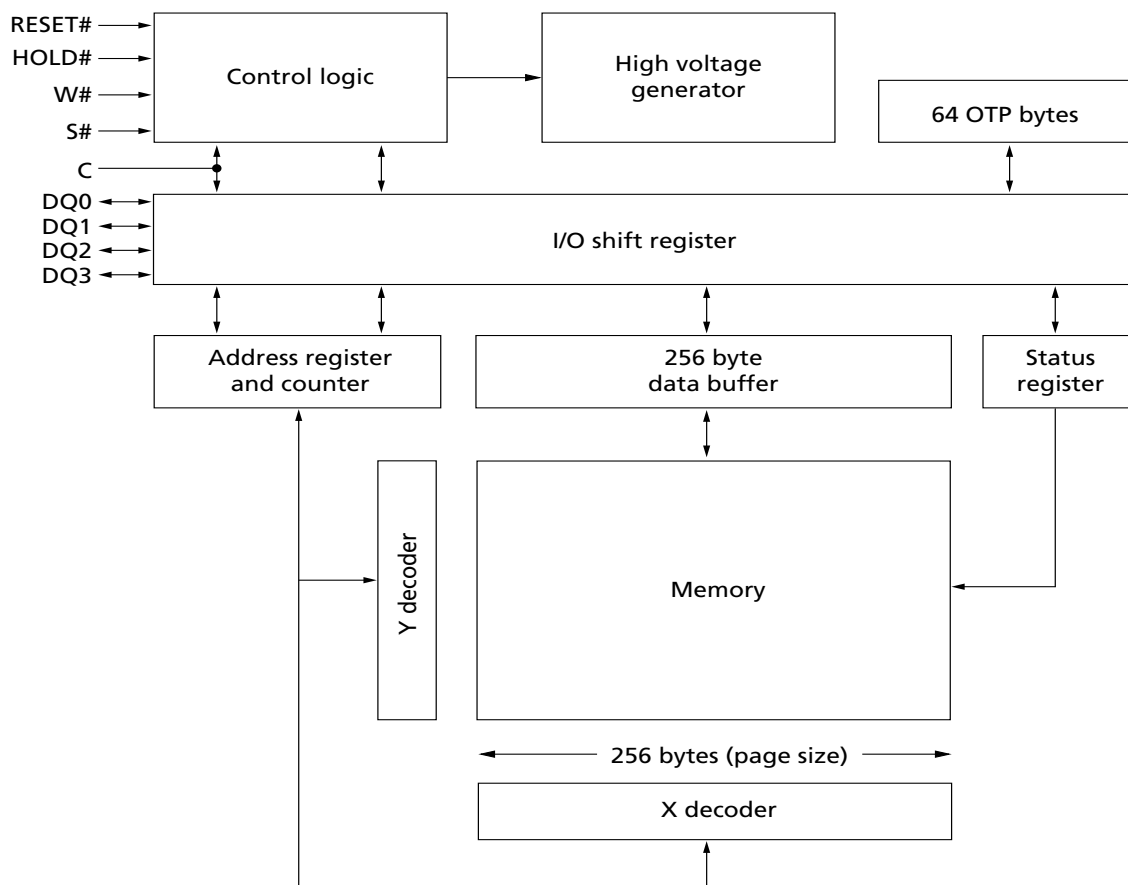 RESET#
HOLD#
W#
S#
C
DQ0
DQ1
DQ2
DQ3
Control logic
High voltage
generator
64 OTP bytes
I/O shift register
Address register
and counter
256 byte
data buffer
Status
register
Y decoder
Memory
256 bytes (page size)
X decoder